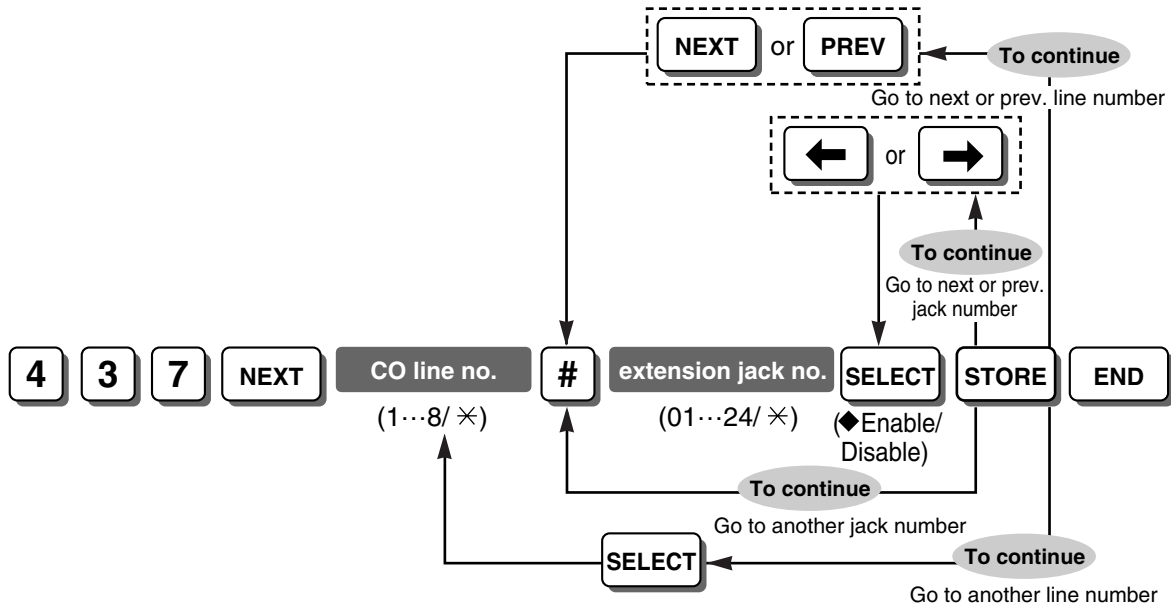 NEXT or PREV
To continue
Go to next or prev. line number
← or →
To continue
Go to next or prev.
jack number
4 3 7 NEXT CO line no. # extension jack no. SELECT STORE END
(1···8/ ✳) (01···24/ ✳) (◆Enable/
Disable)
To continue
Go to another jack number
SELECT
To continue
Go to another line number